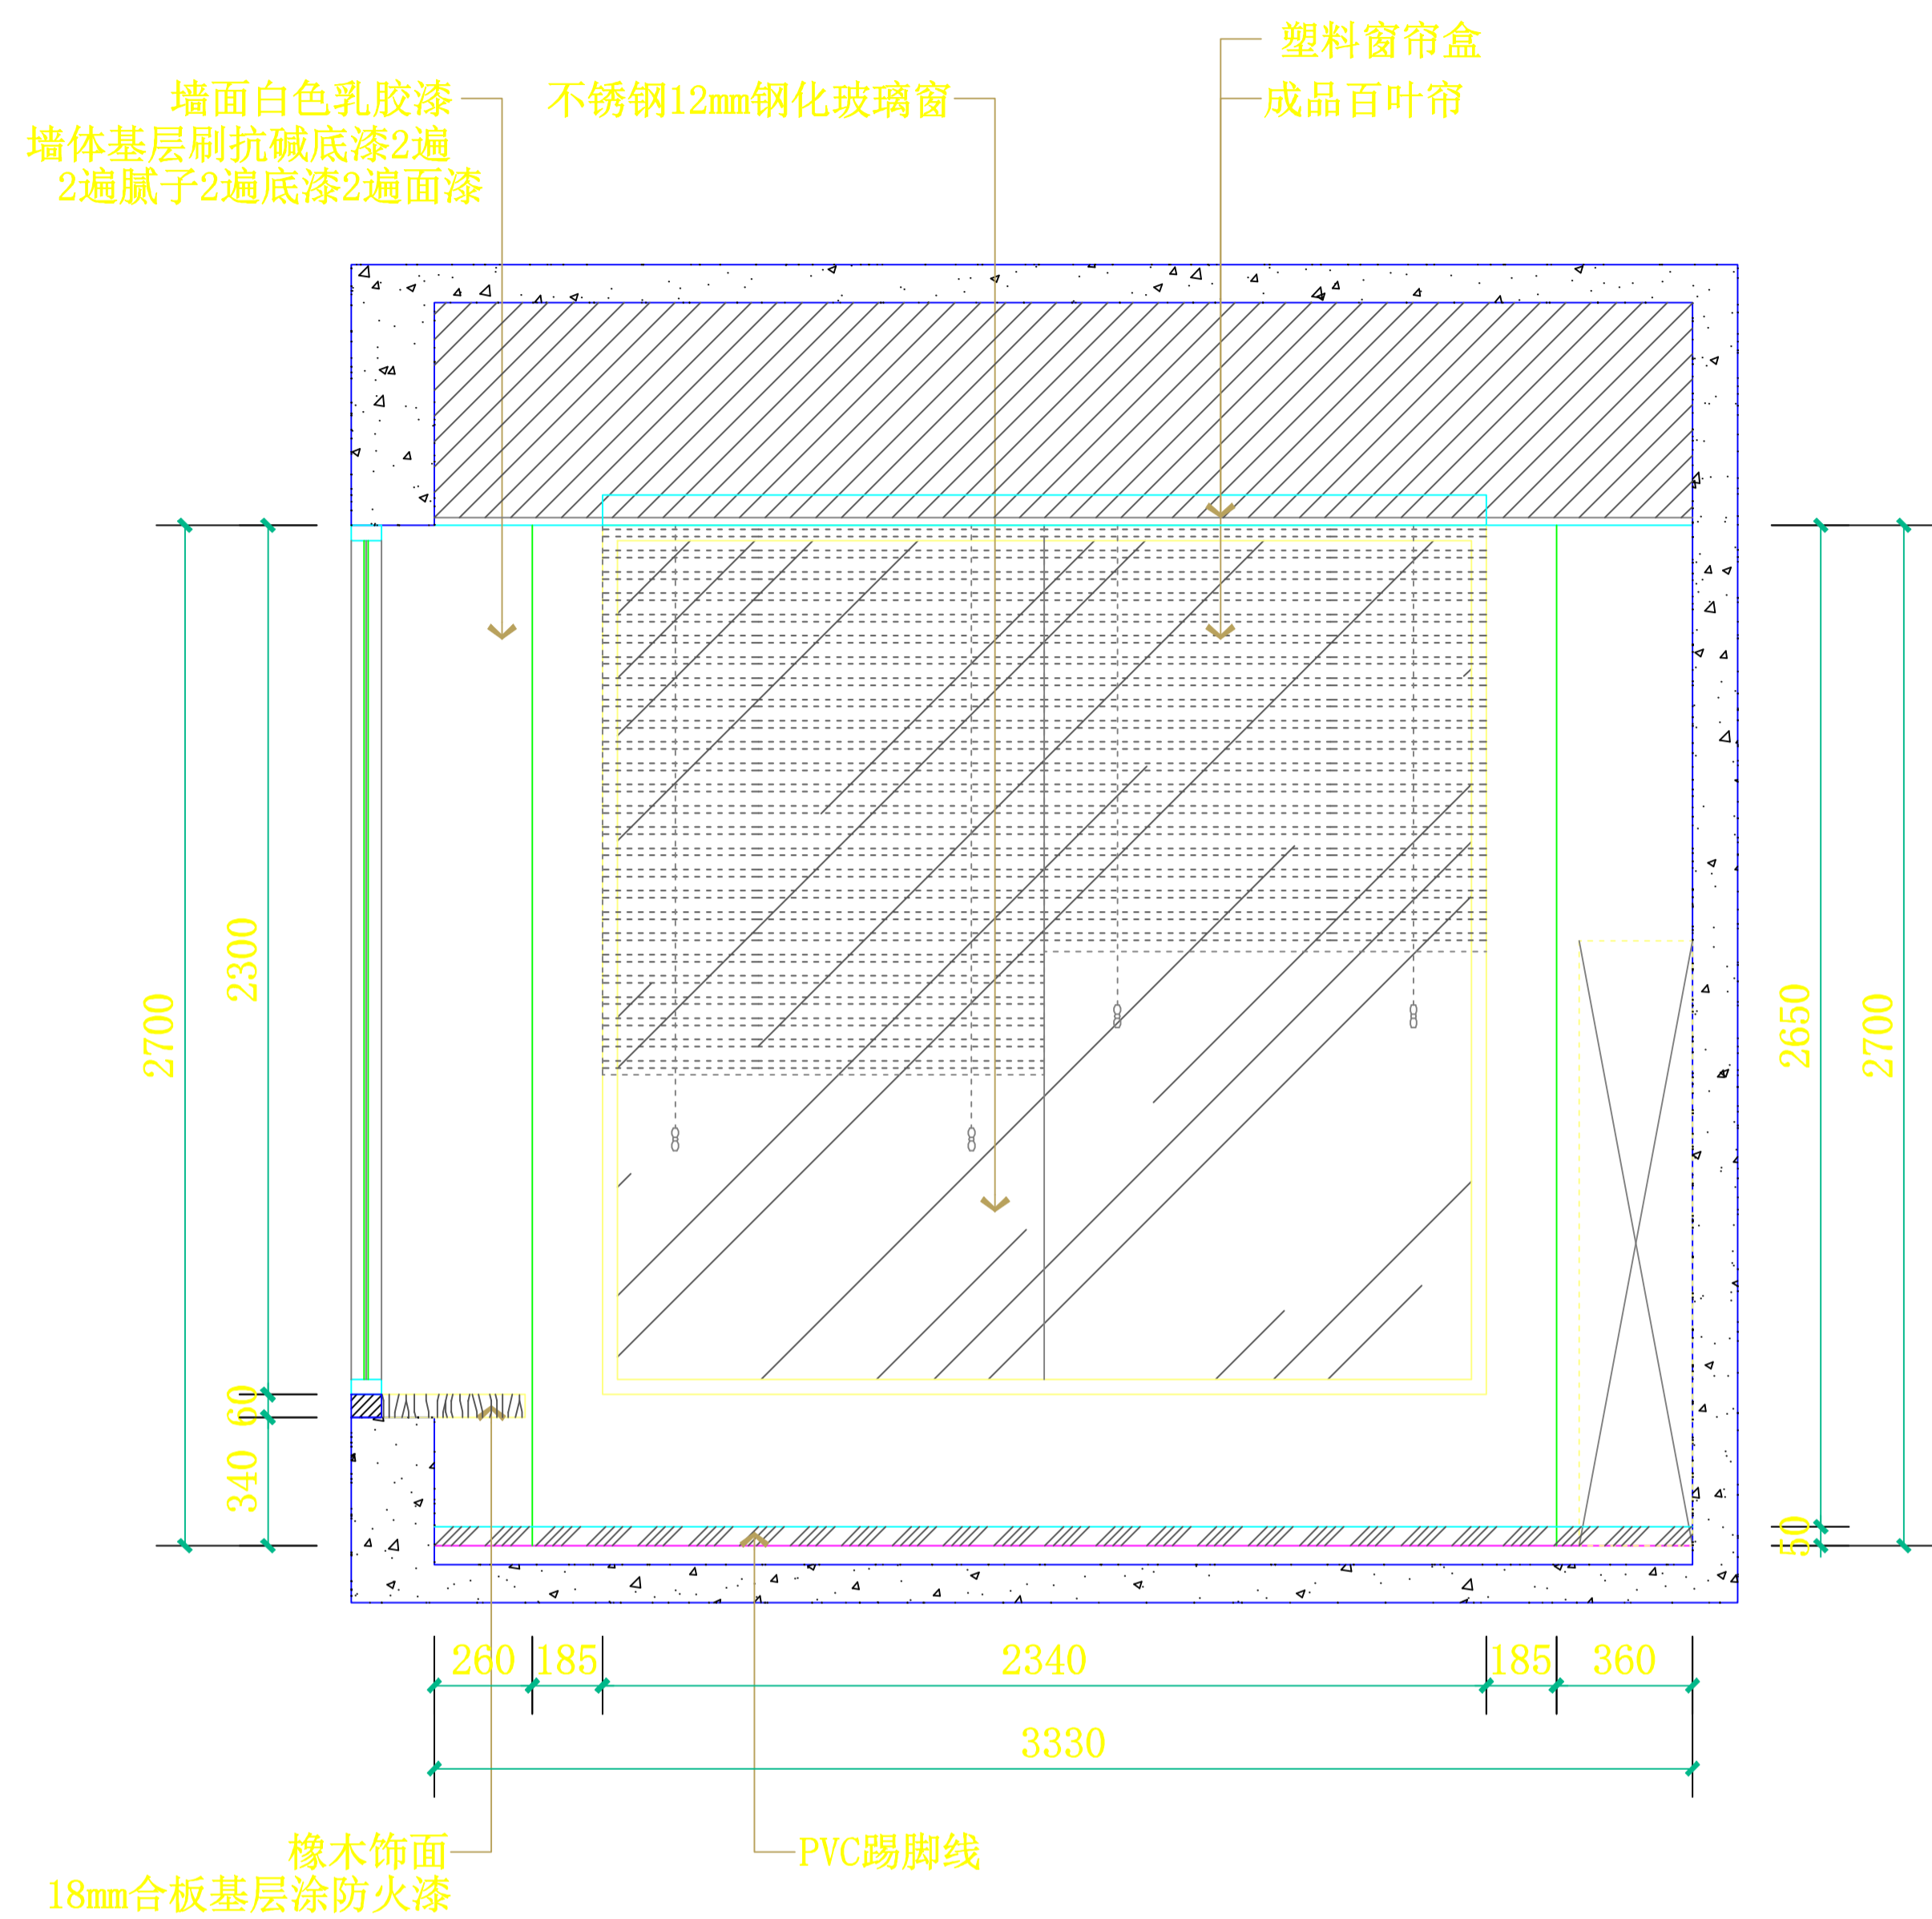 塑料窗帘盒
墙面白色乳胶漆
不锈钢12mm钢化玻璃窗
成品百叶帘
墙体基层刷抗碱底漆2遍
2遍腻子2遍底漆2遍面漆
2700
2300
60
340
2650
50
2700
260
185
2340
185
360
3330
橡木饰面
18mm合板基层涂防火漆
PVC踢脚线